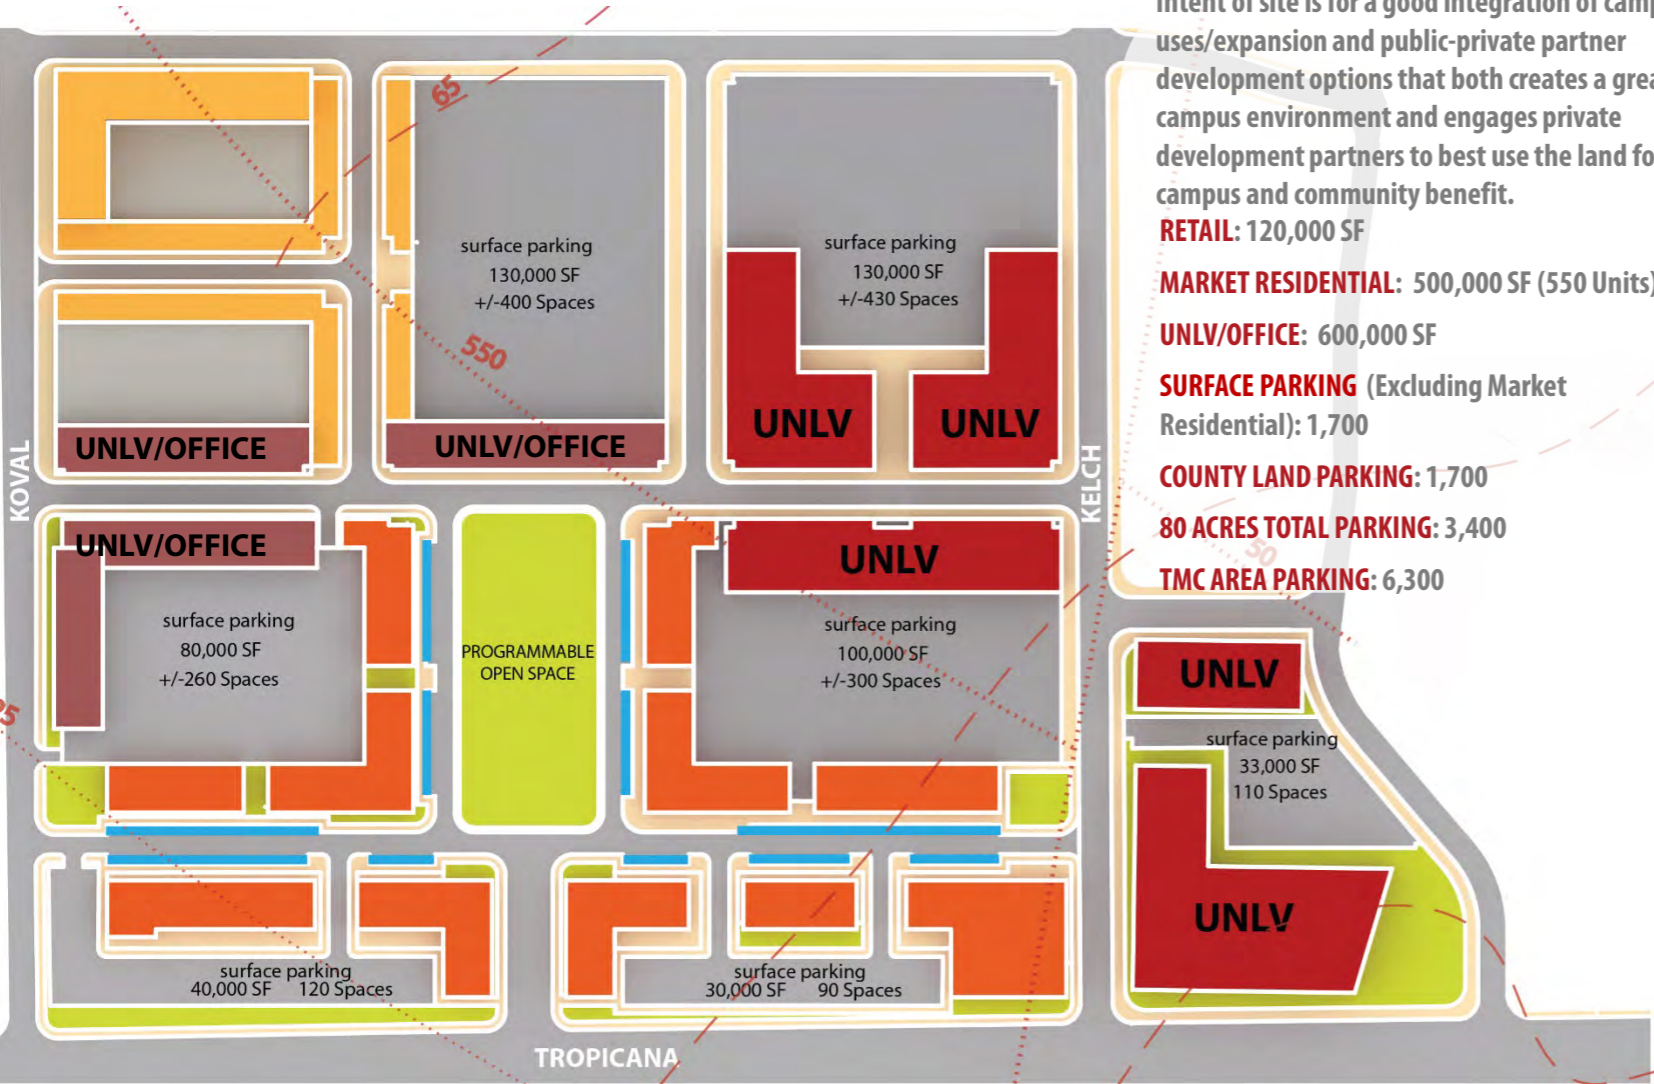 uses/expansion and public-private partner
development options that both creates a
campus environment and engages private
development partners to best use the land
campus and community benefit.
RETAIL: 120,000 SF
MARKET RESIDENTIAL: 500,000 SF (550 Units)
UNLV/OFFICE: 600,000 SF
SURFACE PARKING (Excluding Market
Residential): 1,700
COUNTY LAND PARKING: 1,700
80 ACRES TOTAL PARKING: 3,400
TMC AREA PARKING: 6,300
65
surface parking
130,000 SF
+/-400 Spaces
surface parking
130,000 SF
+/-430 Spaces
550
UNLV/OFFICE
UNLV/OFFICE
UNLV
UNLV
KOVAL
KELCH
UNLV/OFFICE
UNLV
50
surface parking
80,000 SF
+/-260 Spaces
PROGRAMMABLE
OPEN SPACE
surface parking
100,000 SF
+/-300 Spaces
UNLV
surface parking
33,000 SF
110 Spaces
UNLV
surface parking
40,000 SF 120 Spaces
surface parking
30,000 SF 90 Spaces
TROPICANA